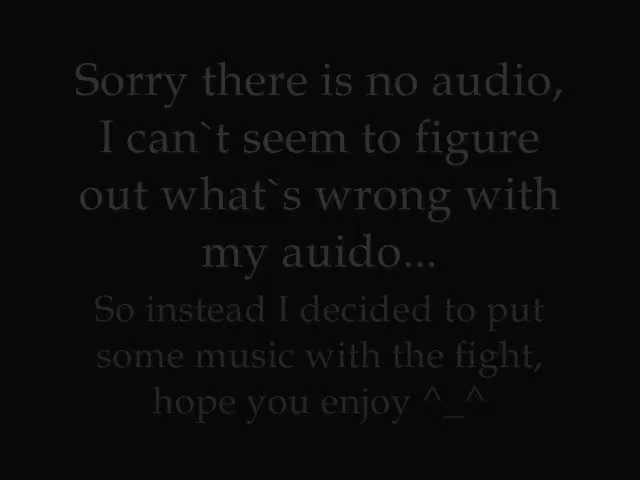 Sorry there is no audio,
I can`t seem to figure
out what`s wrong with
my auido...
So instead I decided to put
some music with the fight,
hope you enjoy ^_^